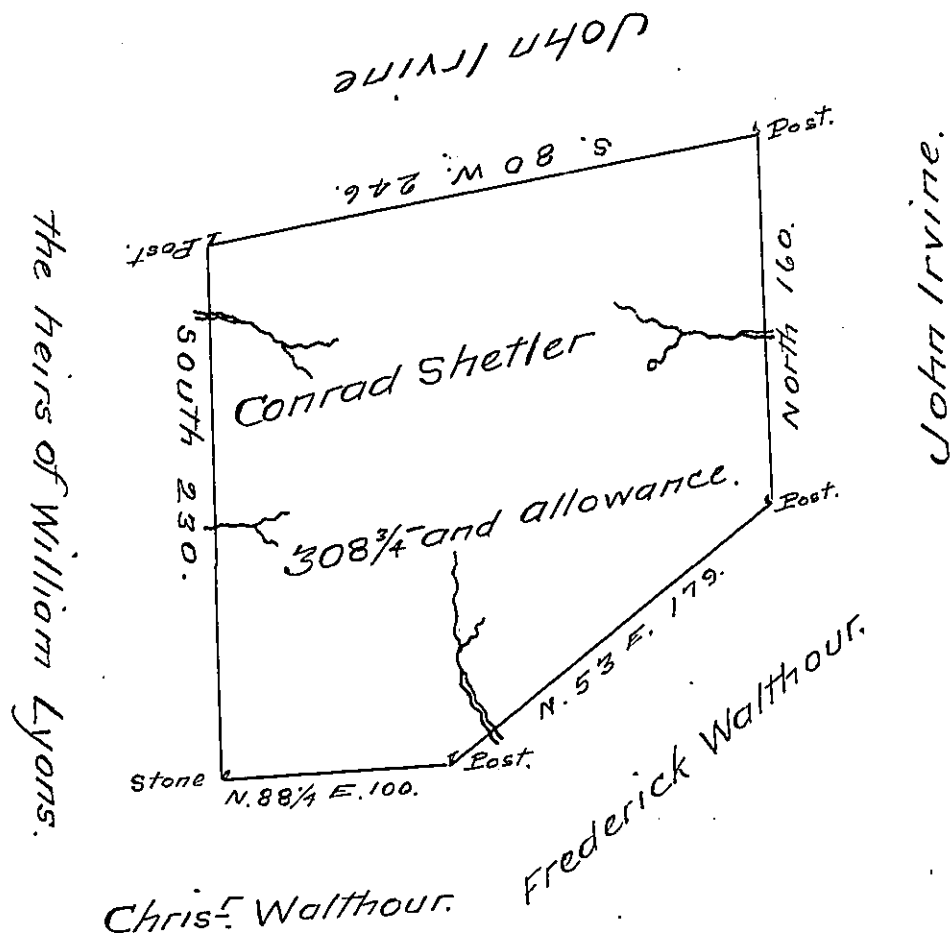 John Irvine
Post.
S. 80 W. 246.
Post.
North 160.
John Irvine.
The heirs of William Lyons.
South 230.
Conrad Shetler
308¾ and allowance.
Post.
N. 53 E. 179.
Post.
Stone
N. 88¼ E. 100.
Frederick Walthour.
Chrisr. Walthour.